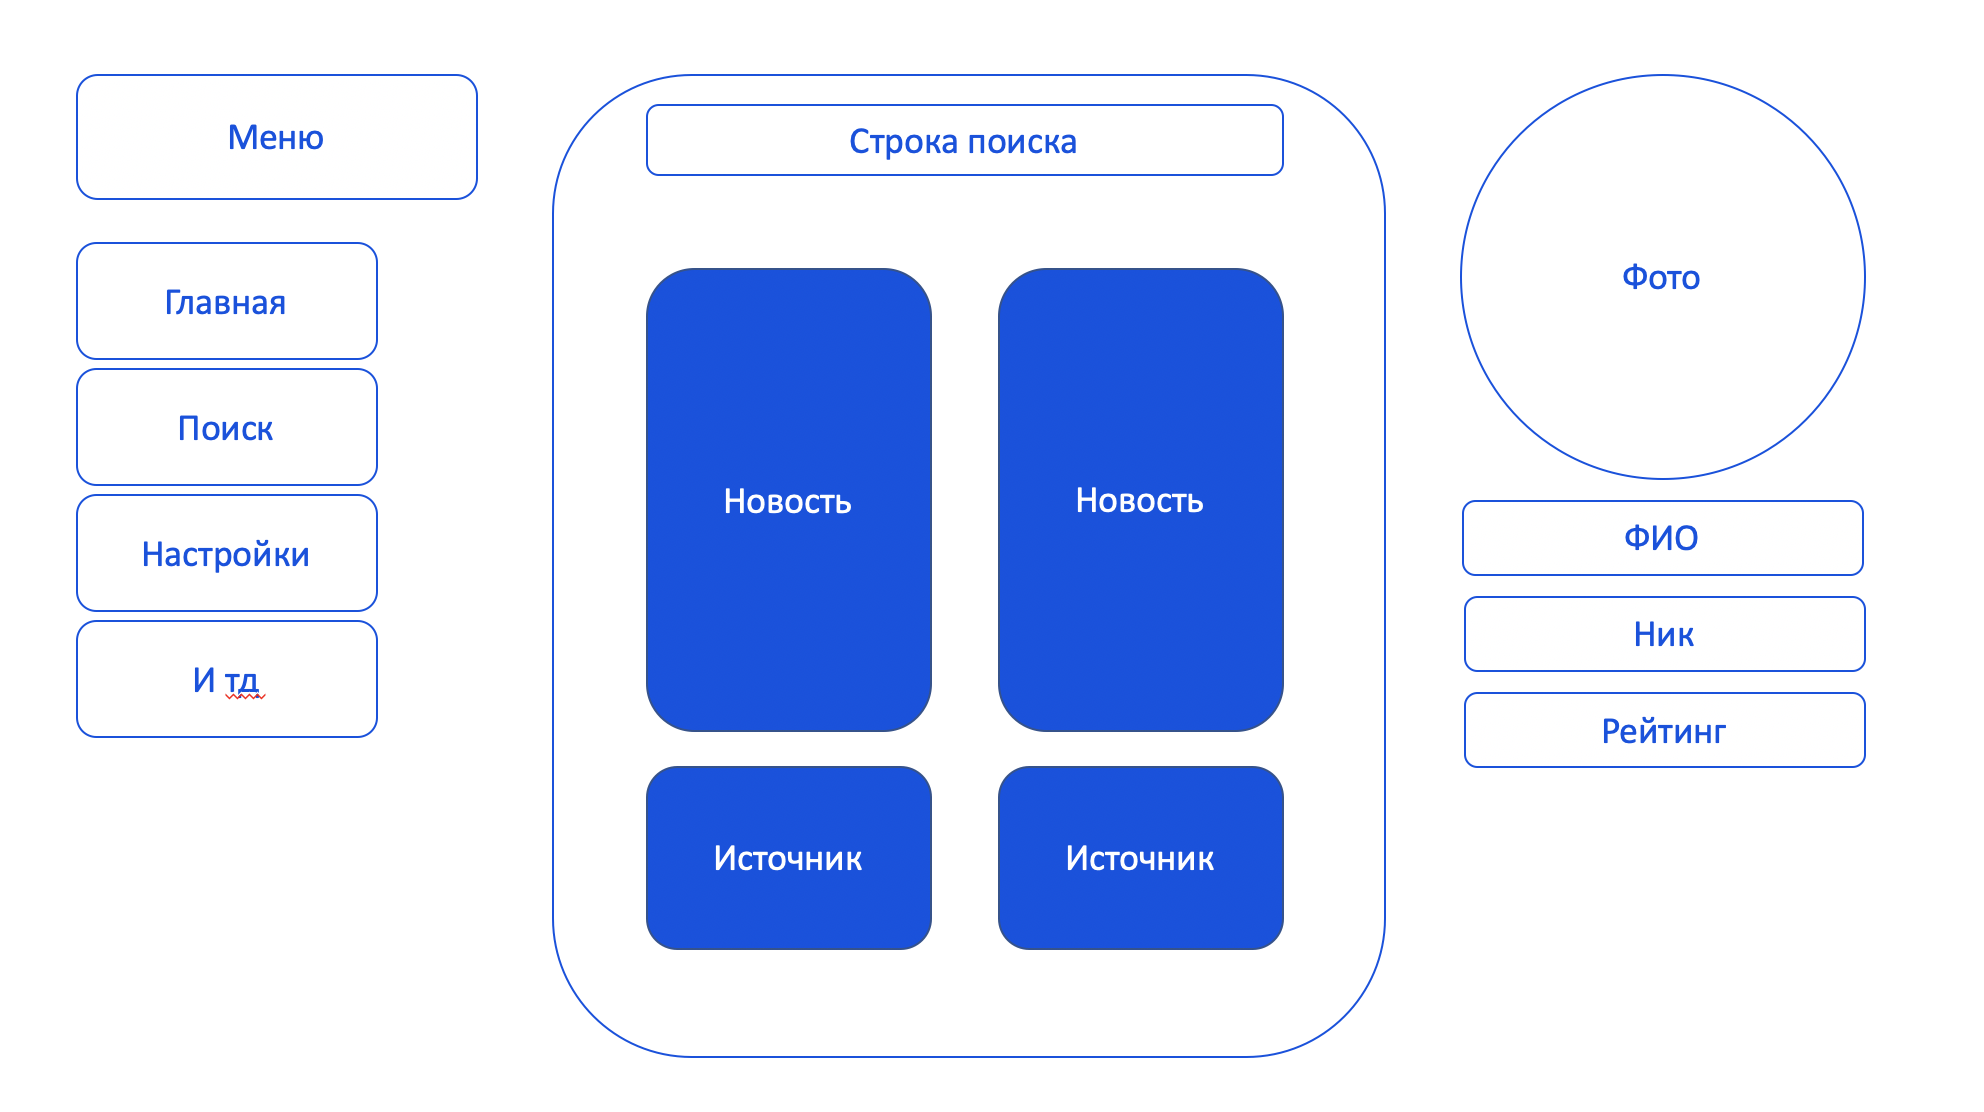 Меню
Главная
Поиск
Настройки
И тд
Строка поиска
Новость
Новость
Источник
Источник
Фото
ФИО
Ник
Рейтинг